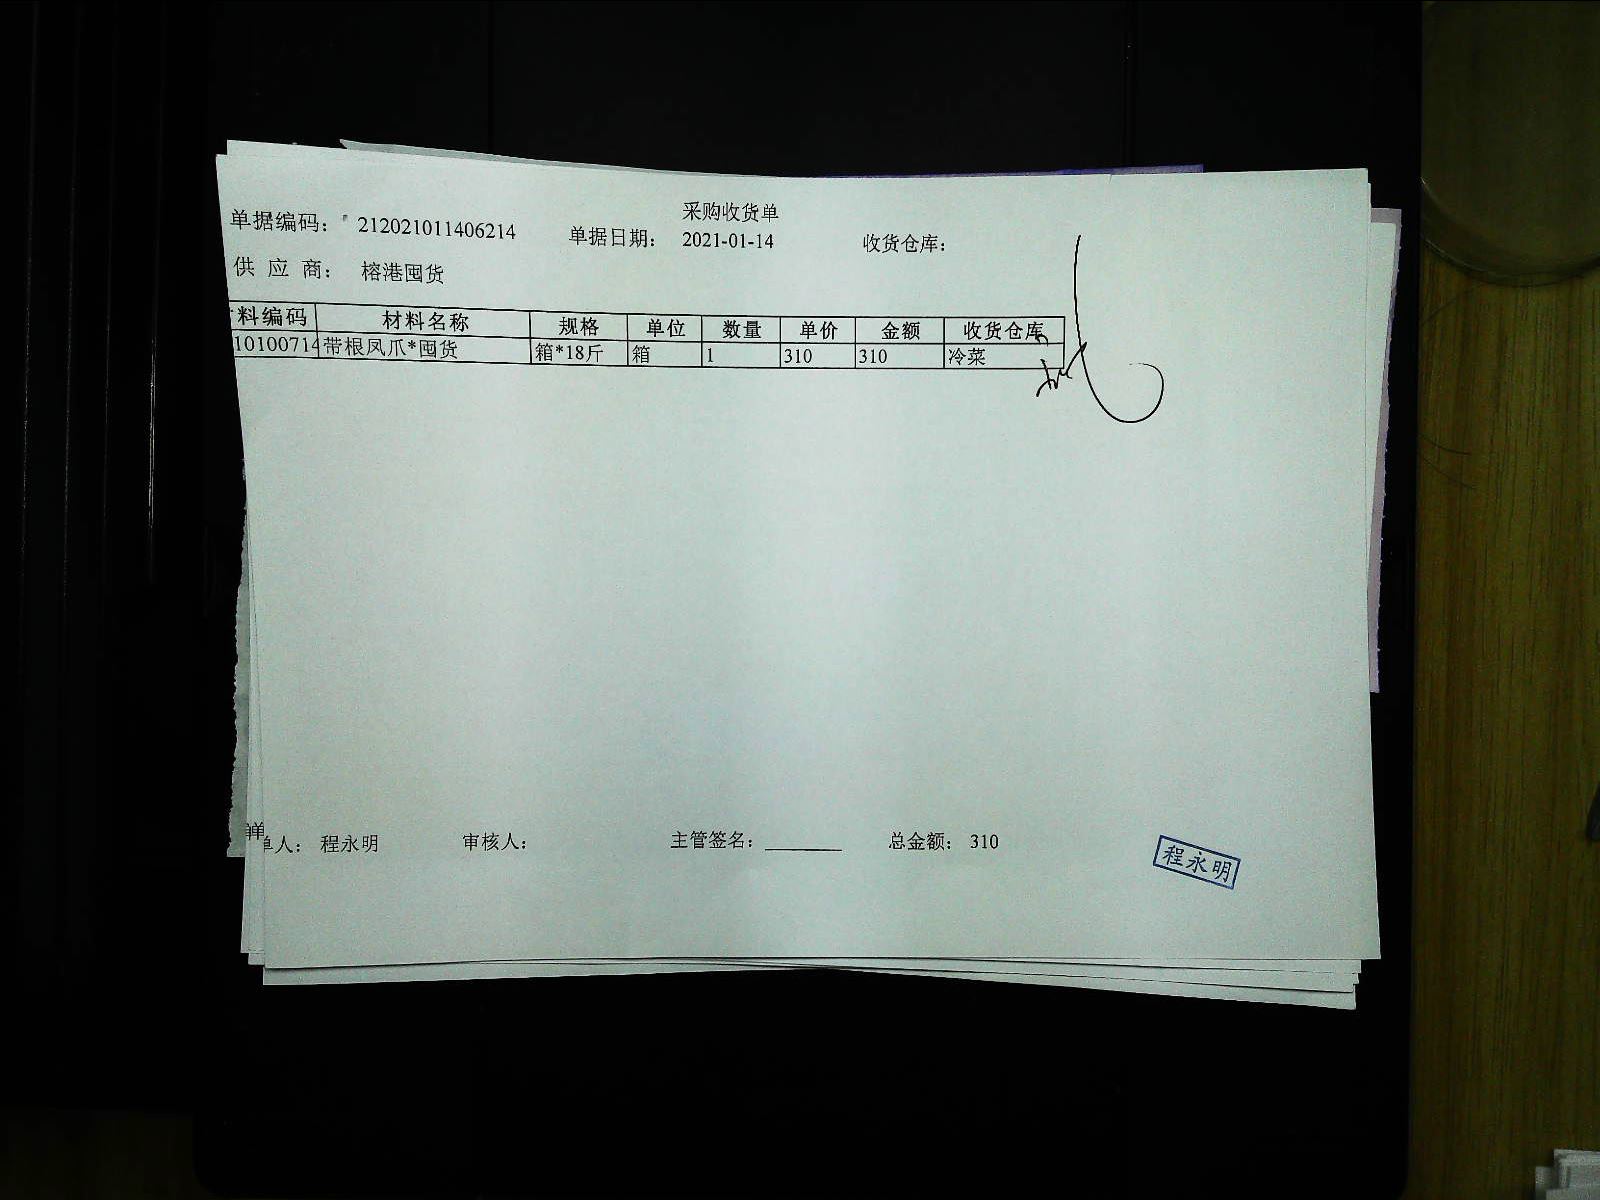 采购收货单
单据编码： 212021011406214 单据日期： 2021-01-14 收货仓库：
供 应 商： 榕港囤货
料编码 材料名称 规格 单位 数量 单价 金额 收货仓库
10100714 带根凤爪*囤货 箱*18斤 箱 1 310 310 冷菜
单人： 程永明 审核人： 主管签名：________ 总金额： 310
程永明